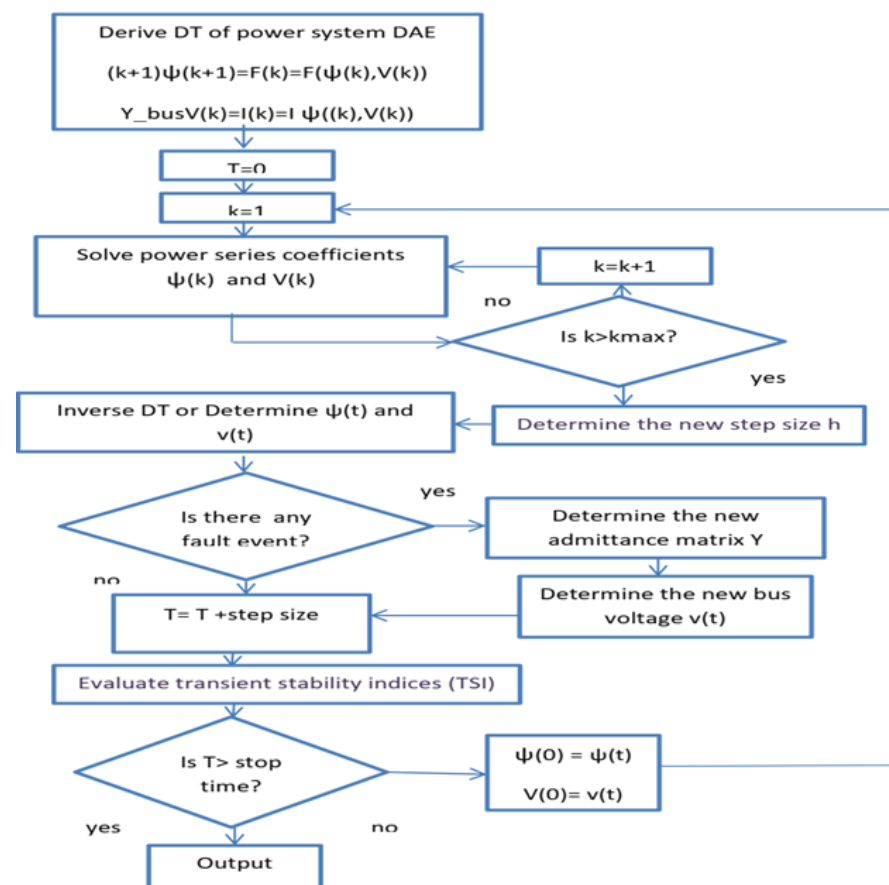 Derive DT of power system DAE
(k+1)ψ(k+1)=F(k)=F(ψ(k),V(k))
Y_busV(k)=I(k)=I ψ((k),V(k))
T=0
k=1
Solve power series coefficients
ψ(k) and V(k)
k=k+1
no
Is k>kmax?
yes
Inverse DT or Determine ψ(t) and
v(t)
Determine the new step size h
yes
Is there any
fault event?
no
Determine the new
admittance matrix Y
Determine the new bus
voltage v(t)
T= T +step size
Evaluate transient stability indices (TSI)
Is T> stop
time?
ψ(0) = ψ(t)
V(0)= v(t)
yes
no
Output